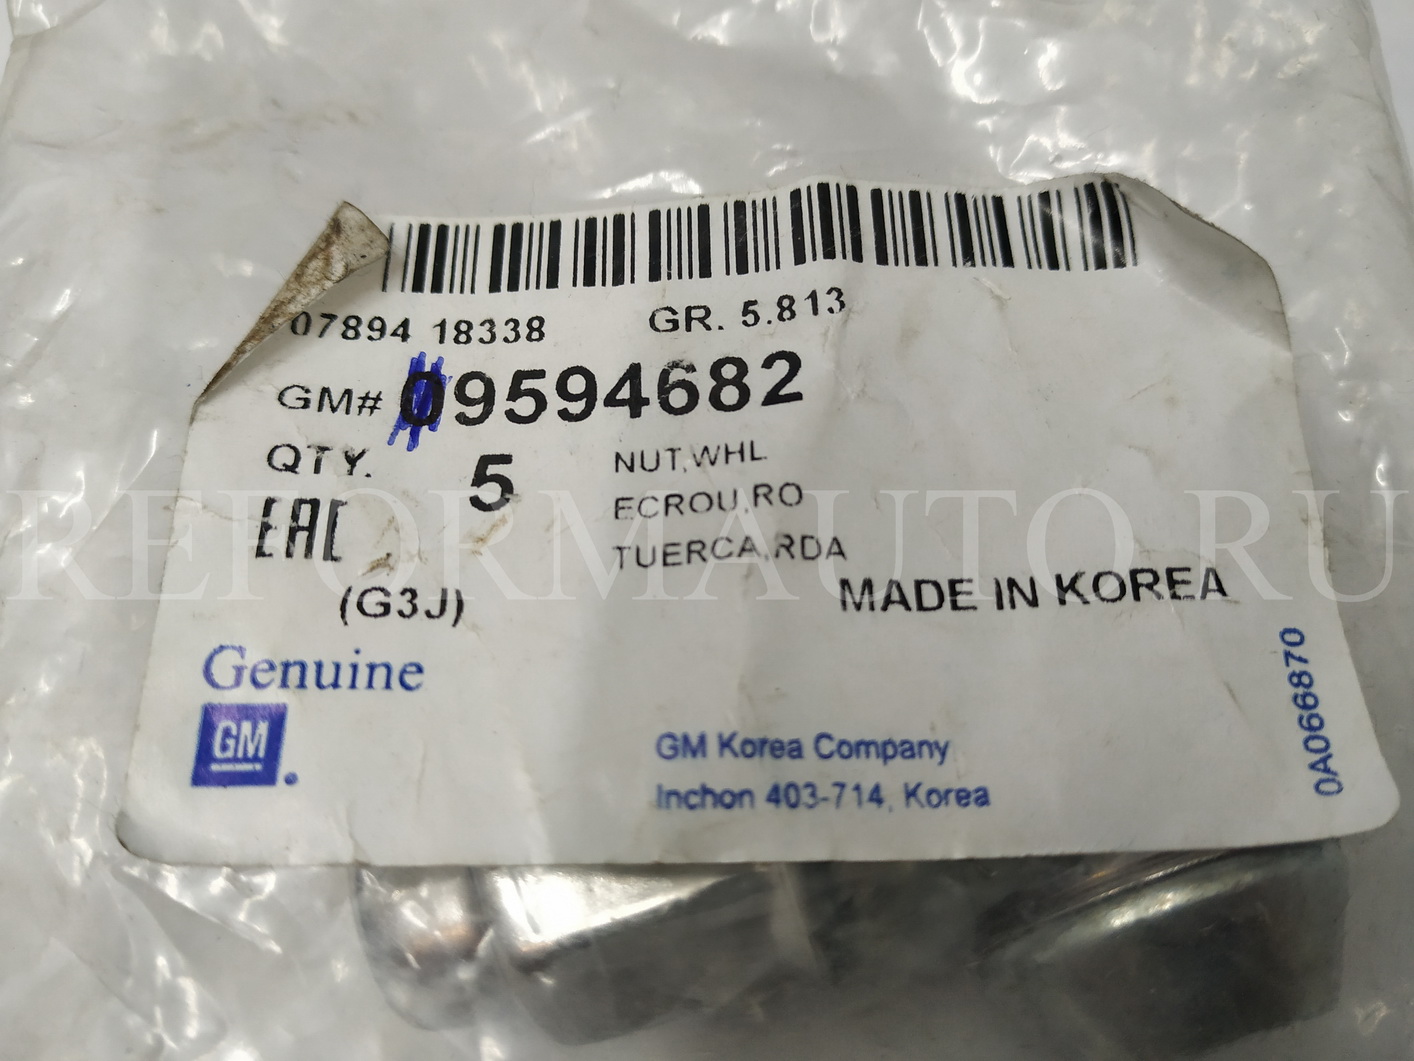 07894 18338 GR. 5.813
GM# 09594682
QTY. 5 NUT,WHL
ECROU,RO
EAC
TUERCA,RDA
MADE IN KOREA
(G3J)
Genuine
GM
GM Korea Company
Inchon 403-714, Korea
0A066870
REFORMAUTO.RU